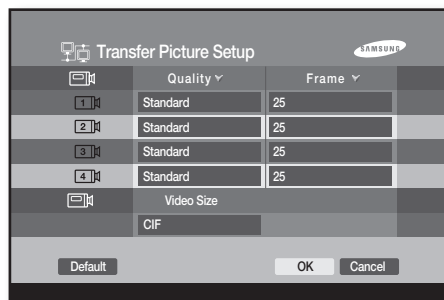 Transfer Picture Setup
SAMSUNG
Quality Frame
1 Standard 25
2 Standard 25
3 Standard 25
4 Standard 25
Video Size
CIF
Default OK Cancel